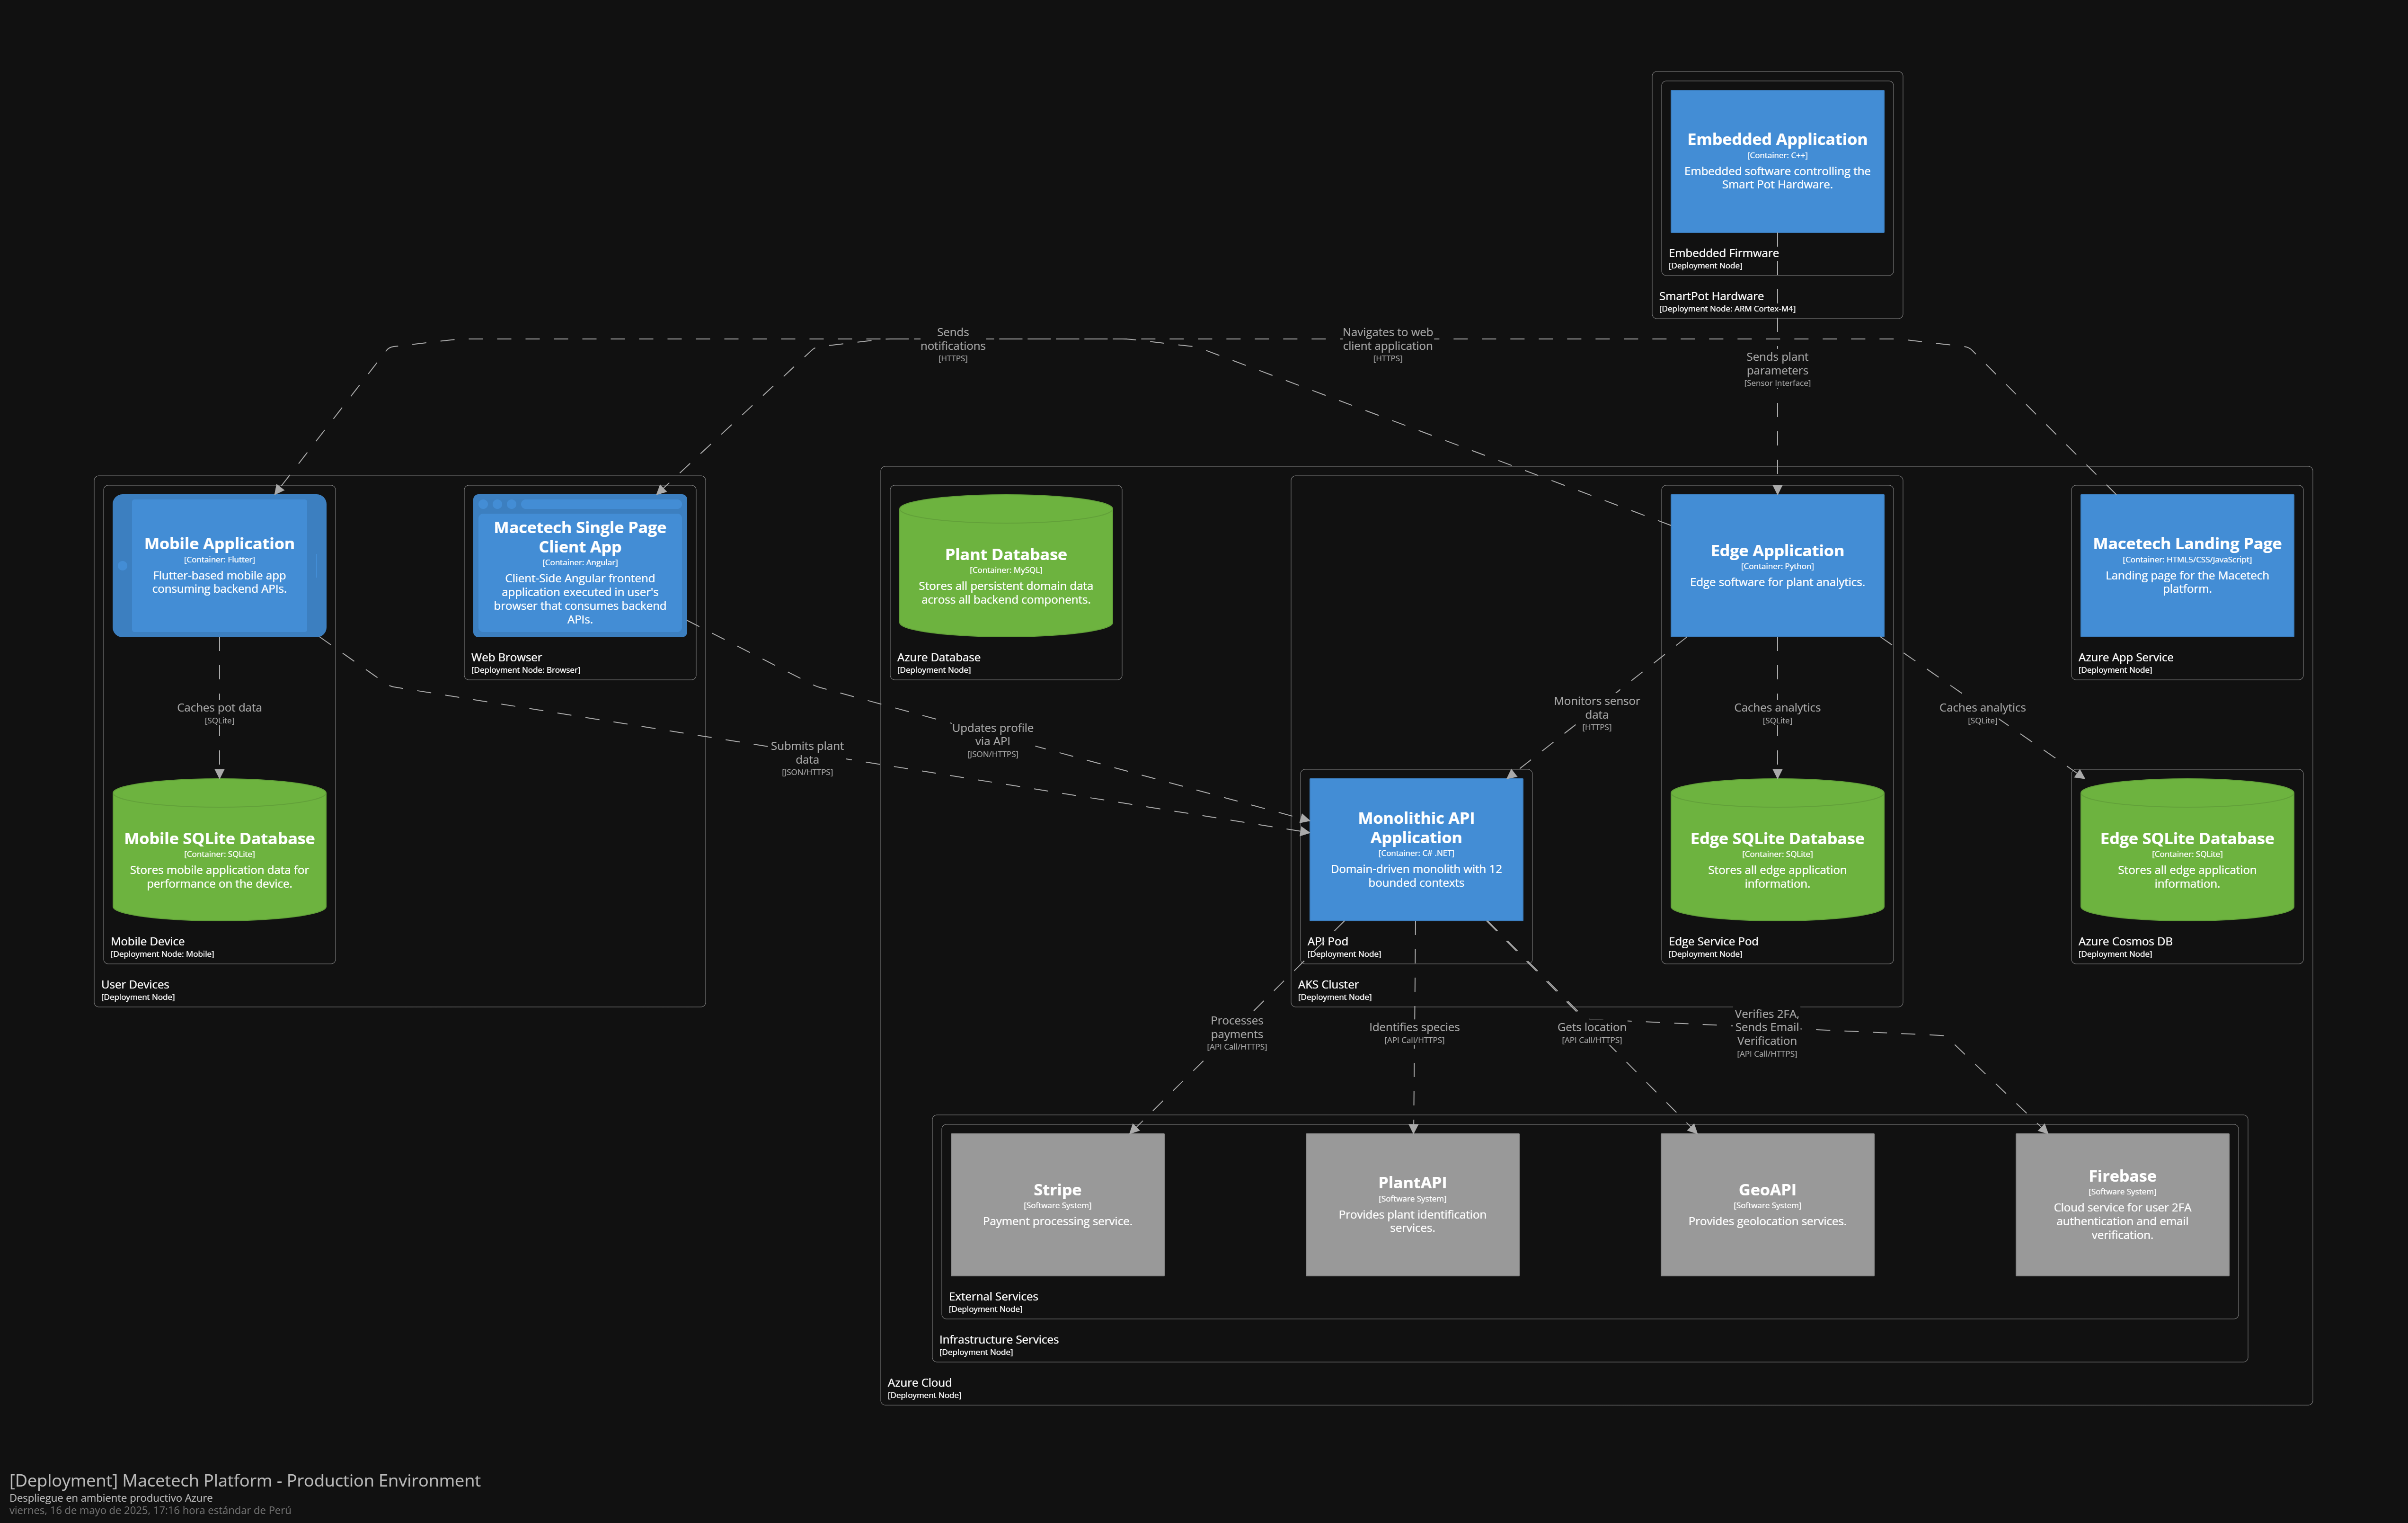 Embedded Application
[Container: C++]
Embedded software controlling the
Smart Pot Hardware.
Embedded Firmware
[Deployment Node]
SmartPot Hardware
[Deployment Node: ARM Cortex-M4]
Sends
notifications
[HTTPS]
Navigates to web
client application
[HTTPS]
Sends plant
parameters
[Sensor Interface]
Mobile Application
[Container: Flutter]
Flutter-based mobile app
consuming backend APIs.
Macetech Single Page
Client App
[Container: Angular]
Client-Side Angular frontend
application executed in user's
browser that consumes backend
APIs.
Web Browser
[Deployment Node: Browser]
Plant Database
[Container: MySQL]
Stores all persistent domain data
across all backend components.
Azure Database
[Deployment Node]
Edge Application
[Container: Python]
Edge software for plant analytics.
Macetech Landing Page
[Container: HTML5/CSS/JavaScript]
Landing page for the Macetech
platform.
Azure App Service
[Deployment Node]
Caches pot data
[SQLite]
Submits plant
data
[JSON/HTTPS]
Updates profile
via API
[JSON/HTTPS]
Monitors sensor
data
[HTTPS]
Caches analytics
[SQLite]
Caches analytics
[SQLite]
Mobile SQLite Database
[Container: SQLite]
Stores mobile application data for
performance on the device.
Mobile Device
[Deployment Node: Mobile]
User Devices
[Deployment Node]
Monolithic API
Application
[Container: C# .NET]
Domain-driven monolith with 12
bounded contexts
API Pod
[Deployment Node]
Edge SQLite Database
[Container: SQLite]
Stores all edge application
information.
Edge Service Pod
[Deployment Node]
AKS Cluster
[Deployment Node]
Edge SQLite Database
[Container: SQLite]
Stores all edge application
information.
Azure Cosmos DB
[Deployment Node]
Processes
payments
[API Call/HTTPS]
Identifies species
[API Call/HTTPS]
Gets location
[API Call/HTTPS]
Verifies 2FA,
Sends Email
Verification
[API Call/HTTPS]
Stripe
[Software System]
Payment processing service.
PlantAPI
[Software System]
Provides plant identification
services.
GeoAPI
[Software System]
Provides geolocation services.
Firebase
[Software System]
Cloud service for user 2FA
authentication and email
verification.
External Services
[Deployment Node]
Infrastructure Services
[Deployment Node]
Azure Cloud
[Deployment Node]
[Deployment] Macetech Platform - Production Environment
Despliegue en ambiente productivo Azure
viernes, 16 de mayo de 2025, 17:16 hora estándar de Perú